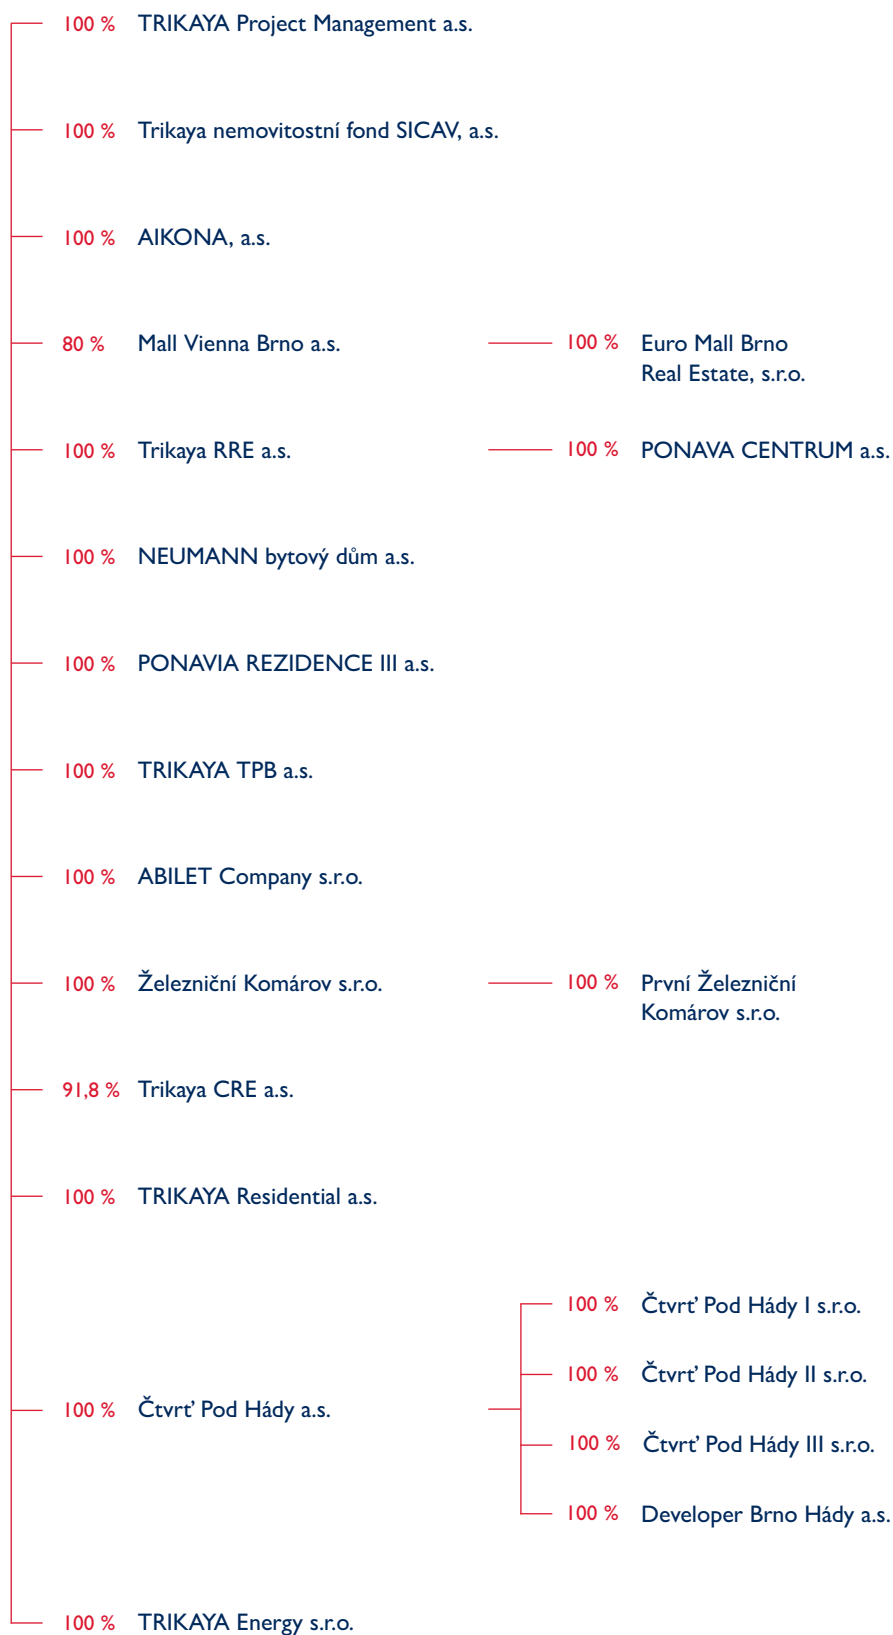 100 % TRIKAYA Project Management a.s.
100 % Trikaya nemovitostní fond SICAV, a.s.
100 % AIKONA, a.s.
80 % Mall Vienna Brno a.s. 100 % Euro Mall Brno
Real Estate, s.r.o.
100 % Trikaya RRE a.s. 100 % PONAVA CENTRUM a.s.
100 % NEUMANN bytový dům a.s.
100 % PONAVIA REZIDENCE III a.s.
100 % TRIKAYA TPB a.s.
100 % ABILET Company s.r.o.
100 % Železniční Komárov s.r.o. 100 % První Železniční
Komárov s.r.o.
91,8 % Trikaya CRE a.s.
100 % TRIKAYA Residential a.s.
100 % Čtvrť Pod Hády a.s.
100 % Čtvrť Pod Hády I s.r.o.
100 % Čtvrť Pod Hády II s.r.o.
100 % Čtvrť Pod Hády III s.r.o.
100 % Developer Brno Hády a.s.
100 % TRIKAYA Energy s.r.o.